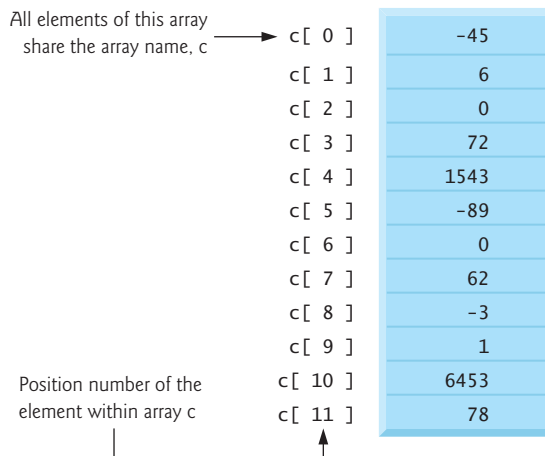 All elements of this array
share the array name, c
c[ 0 ] -45
c[ 1 ] 6
c[ 2 ] 0
c[ 3 ] 72
c[ 4 ] 1543
c[ 5 ] -89
c[ 6 ] 0
c[ 7 ] 62
c[ 8 ] -3
c[ 9 ] 1
c[ 10 ] 6453
c[ 11 ] 78
Position number of the
element within array c